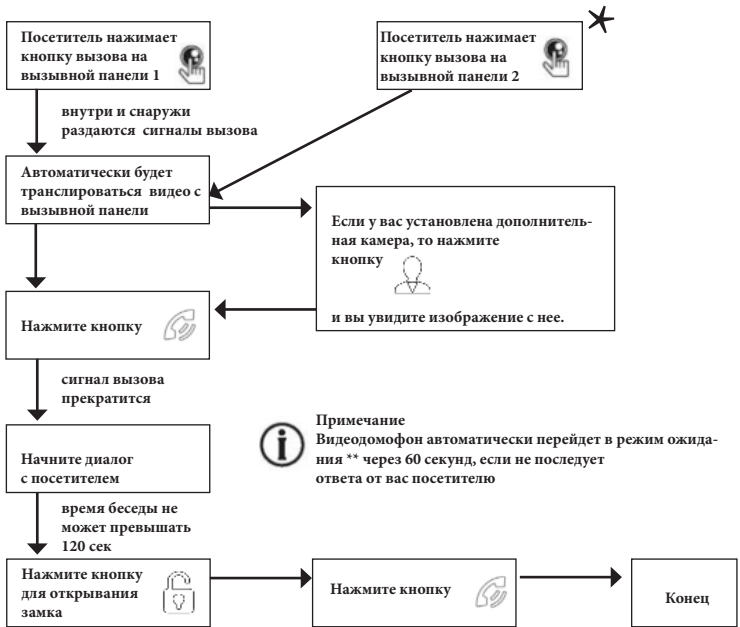 Посетитель нажимает
кнопку вызова на
вызывной панели 1
Посетитель нажимает
кнопку вызова на
вызывной панели 2
внутри и снаружи
раздаются сигналы вызова
Автоматически будет
транслироваться видео с
вызывной панели
Если у вас установлена дополнитель-
ная камера, то нажмите
кнопку
и вы увидите изображение с нее.
Нажмите кнопку
сигнал вызова
прекратится
Примечание
Видеодомофон автоматически перейдет в режим ожида-
ния ** через 60 секунд, если не последует
ответа от вас посетителю
Начните диалог
с посетителем
время беседы не
может превышать
120 сек
Нажмите кнопку
для открывания
замка
Нажмите кнопку
Конец